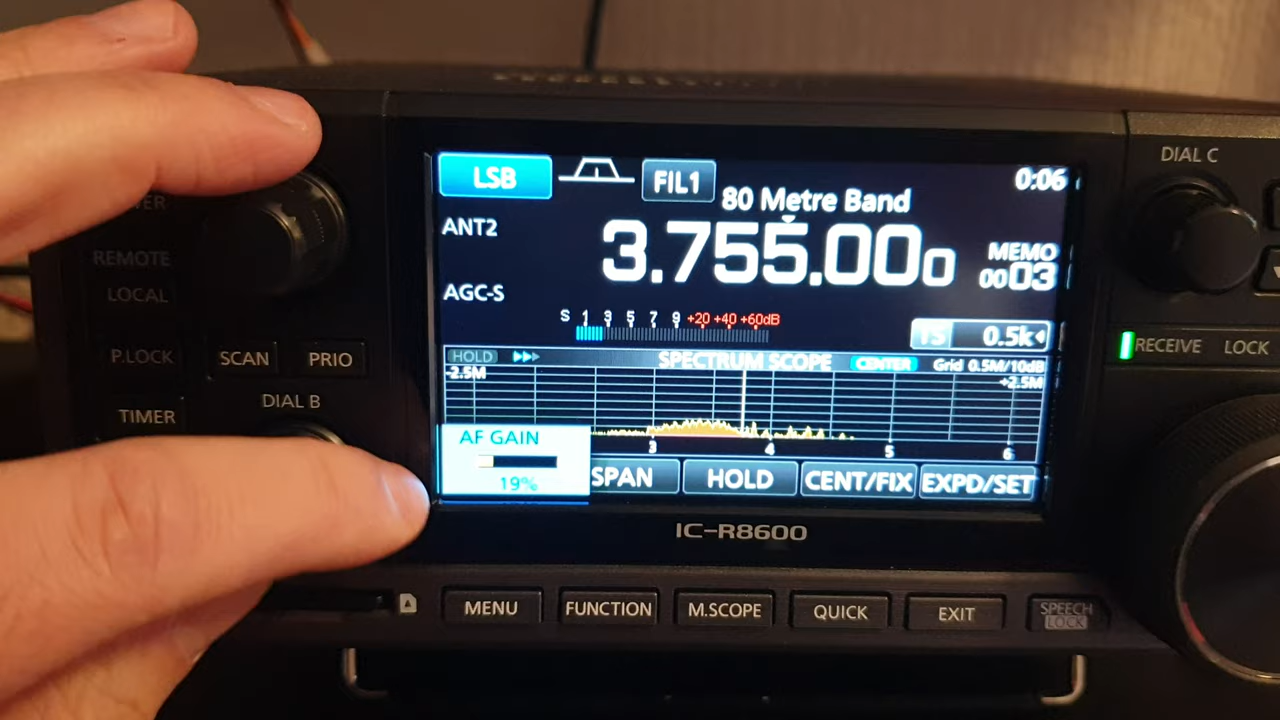 DIAL C
LSB
FIL1
0:06
80 Metre Band
ANT2
3.755.000
MEMO
0003
REMOTE
LOCAL
AGC-S
S 1 3 5 7 9 +20 +40 +60dB
TS 0.5k
RECEIVE LOCK
P.LOCK SCAN PRIO
HOLD SPECTRUM SCOPE CENTER Grid 0.5M/10dB
-2.5M +2.5M
DIAL B
TIMER
3 4 5 6
AF GAIN
19%
SPAN HOLD CENT/FIX EXPD/SET
IC-R8600
MENU FUNCTION M.SCOPE QUICK EXIT SPEECH
LOCK